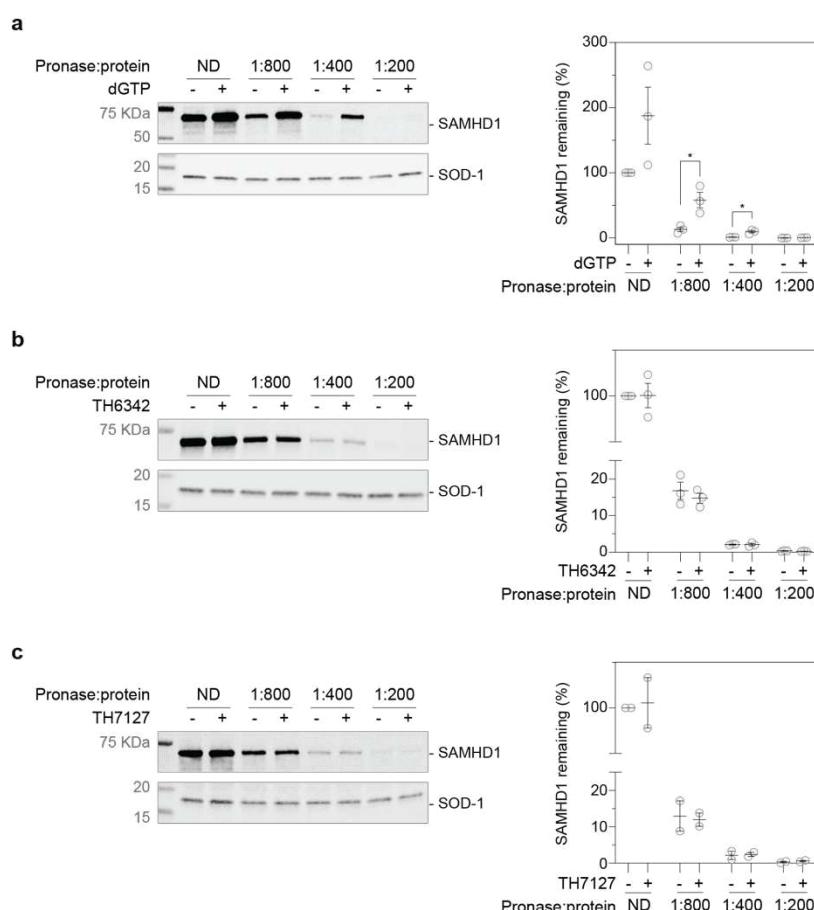 a
Pronase:protein ND 1:800 1:400 1:200
dGTP - + - + - + - +
75 KDa
50
- SAMHD1
20
15
- SOD-1
SAMHD1 remaining (%)
300
200
100
0
* *
dGTP - + - + - + - +
Pronase:protein ND 1:800 1:400 1:200
b
Pronase:protein ND 1:800 1:400 1:200
TH6342 - + - + - + - +
75 KDa
- SAMHD1
20
15
- SOD-1
SAMHD1 remaining (%)
100
20
10
0
TH6342 - + - + - + - +
Pronase:protein ND 1:800 1:400 1:200
c
Pronase:protein ND 1:800 1:400 1:200
TH7127 - + - + - + - +
75 KDa
- SAMHD1
20
15
- SOD-1
SAMHD1 remaining (%)
100
20
10
0
TH7127 - + - + - + - +
Pronase:protein ND 1:800 1:400 1:200